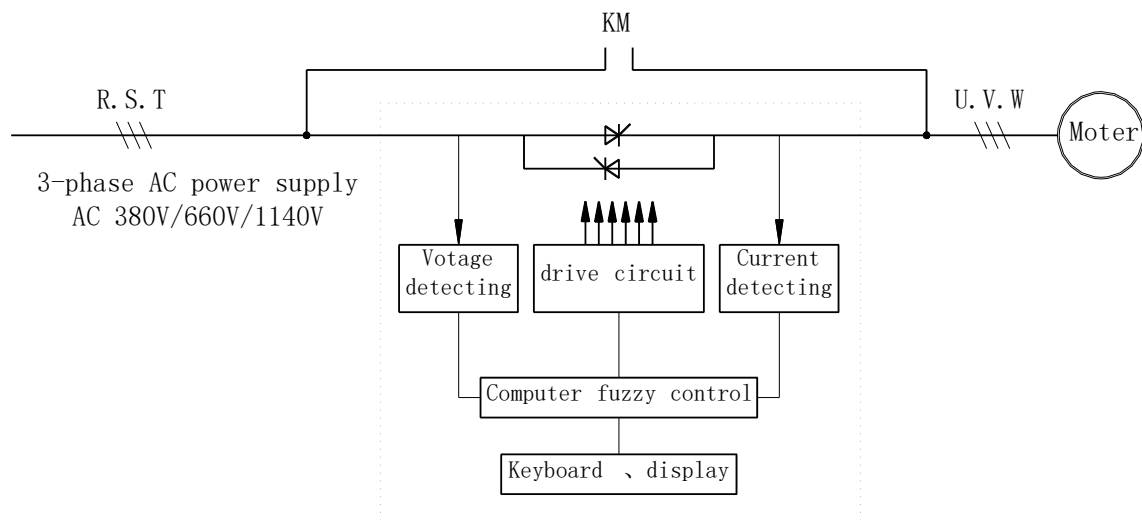 KM
R.S.T
U.V.W
Moter
3-phase AC power supply
AC 380V/660V/1140V
Votage
detecting
drive circuit
Current
detecting
Computer fuzzy control
Keyboard 、display